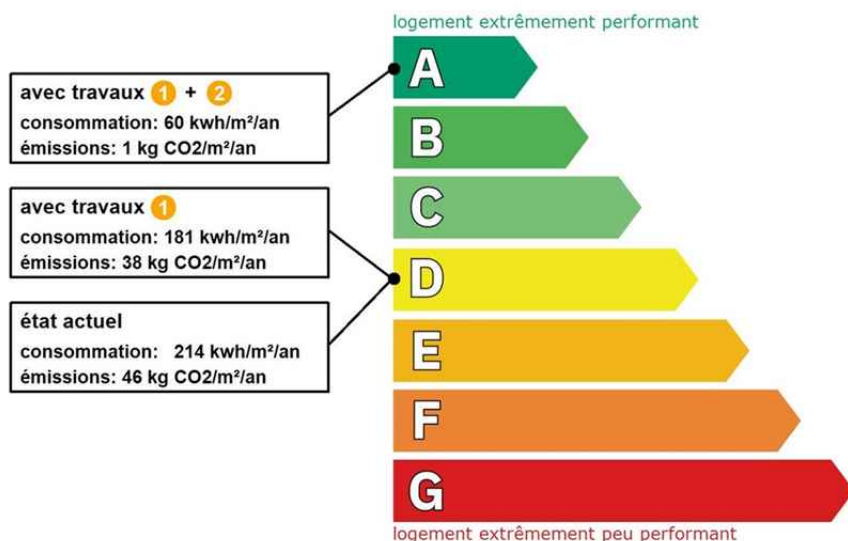 logement extrêmement performant
avec travaux 1 + 2
consommation: 60 kwh/m²/an
émissions: 1 kg CO2/m²/an
avec travaux 1
consommation: 181 kwh/m²/an
émissions: 38 kg CO2/m²/an
état actuel
consommation: 214 kwh/m²/an
émissions: 46 kg CO2/m²/an
A
B
C
D
E
F
G
logement extrêmement peu performant